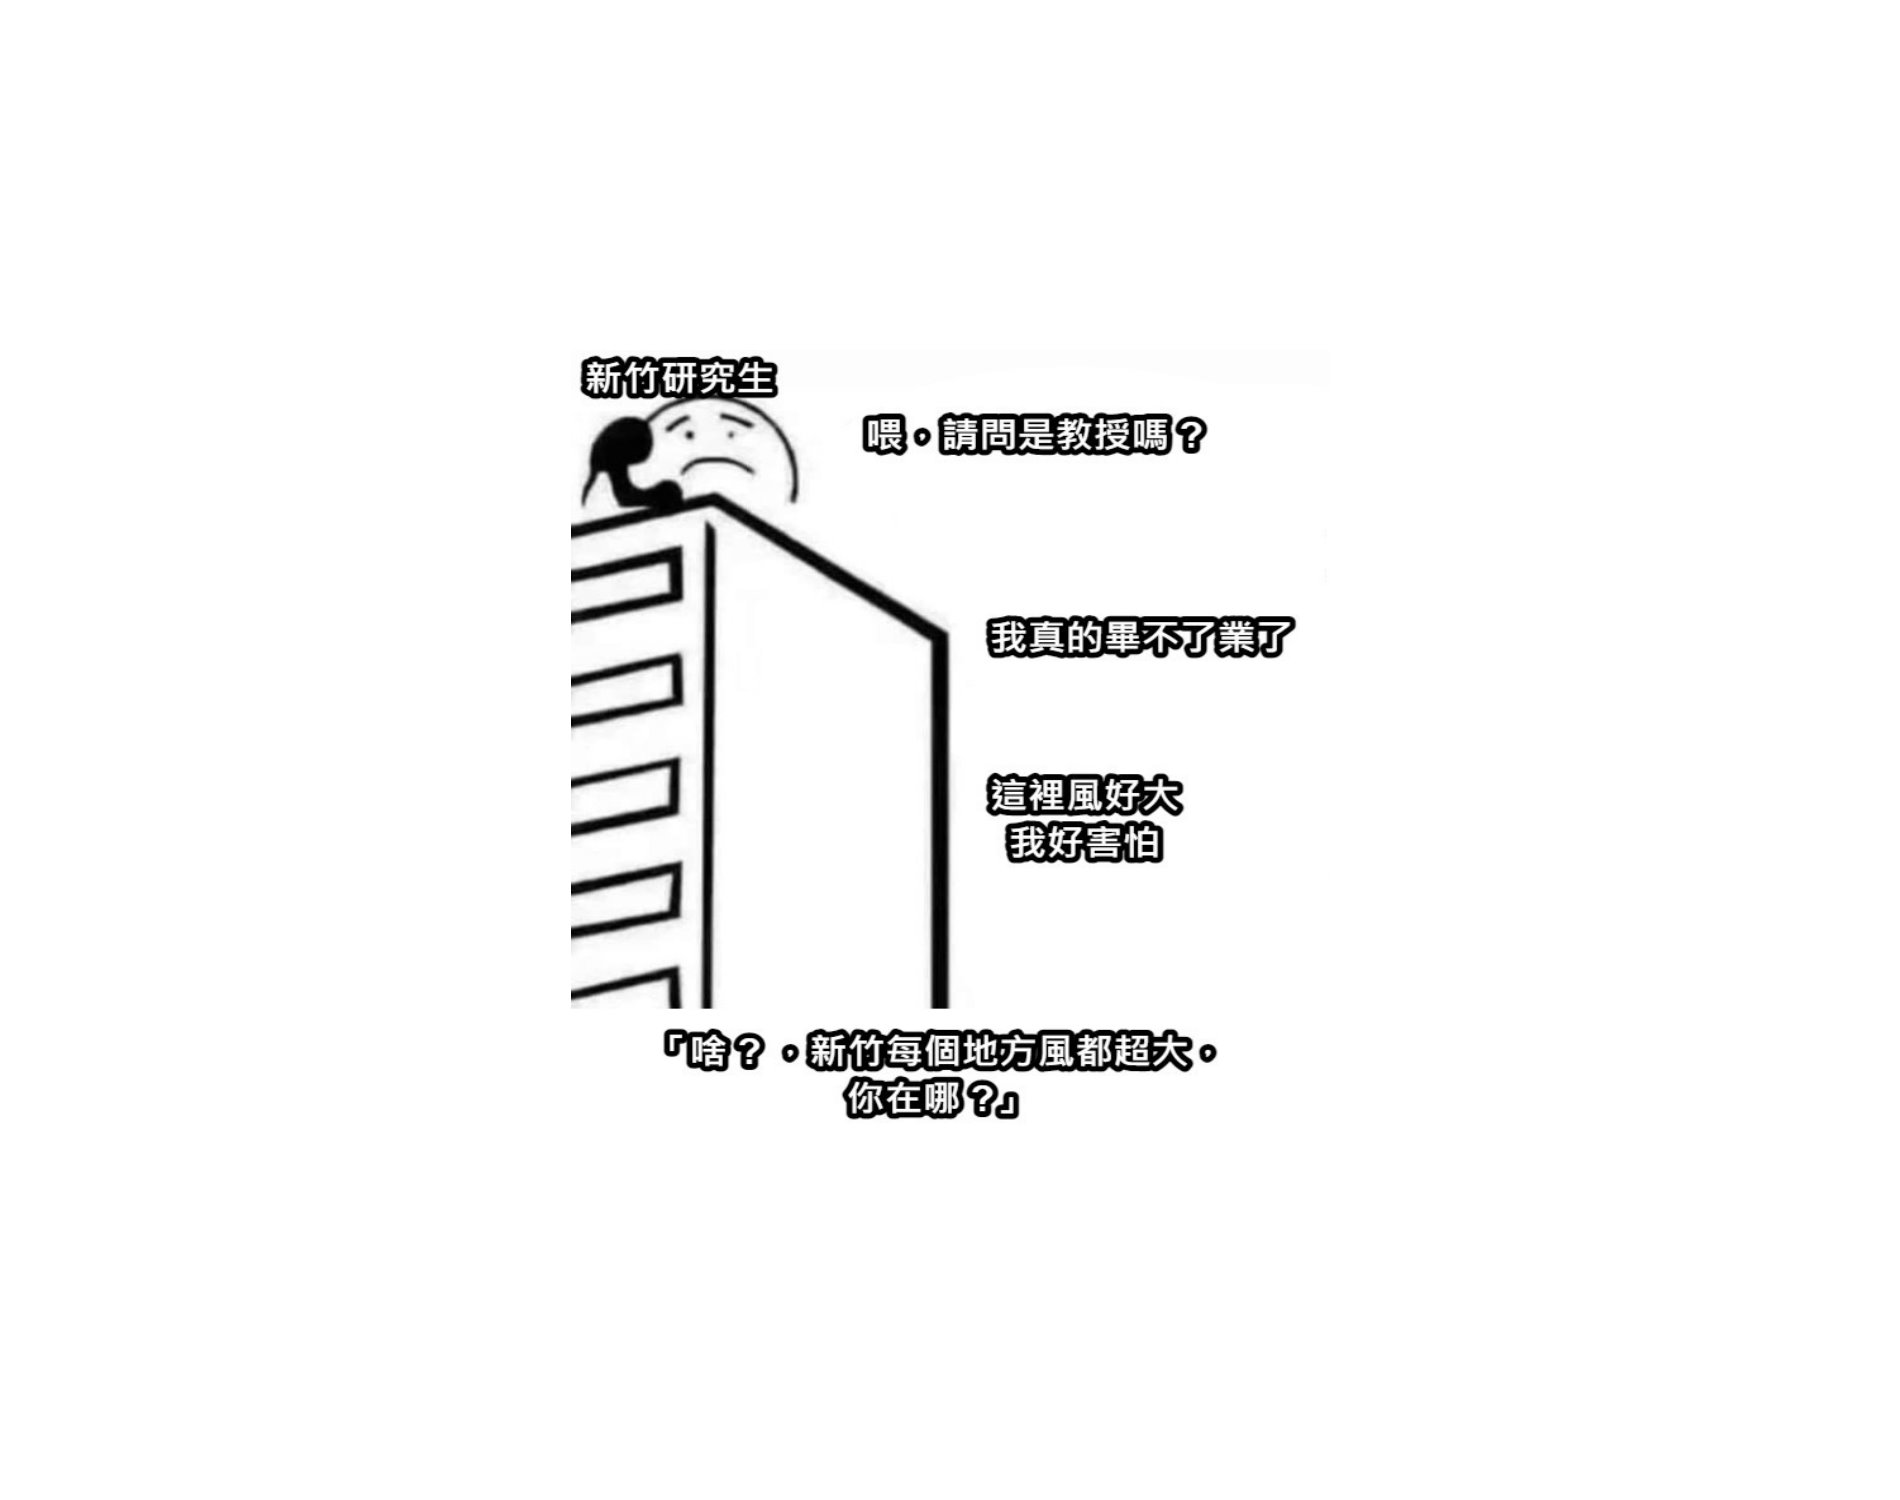 新竹研究生
喂，請問是教授嗎？
我真的畢不了業了
這裡風好大
我好害怕
「啥？，新竹每個地方風都超大，
你在哪？」